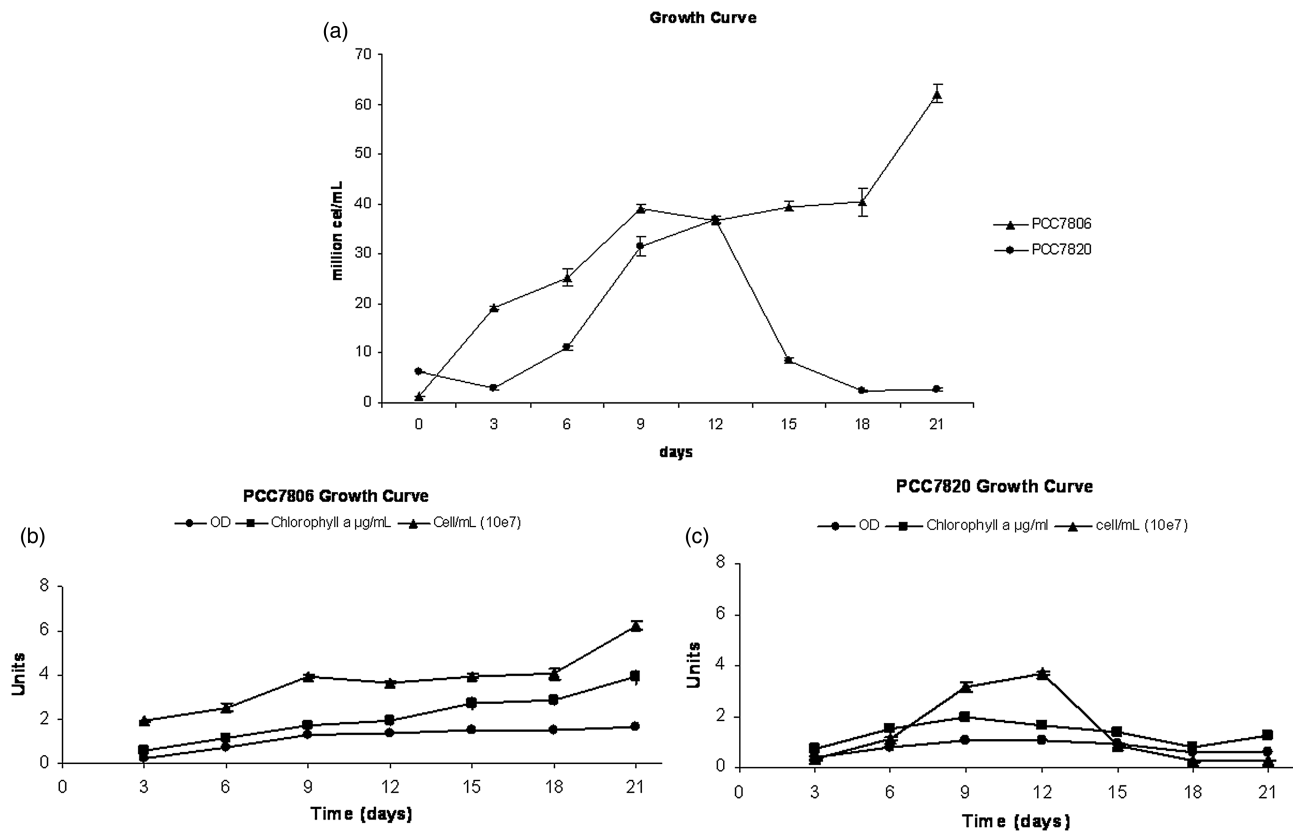 Growth Curve
(a)
70
60
50
40
30
20
10
0
million cel/mL
0 3 6 9 12 15 18 21
days
PCC7806
PCC7820
PCC7806 Growth Curve
OD Chlorophyll a µg/mL Cell/mL (10e7)
(b)
8
6
4
2
0
Units
0 3 6 9 12 15 18 21
Time (days)
PCC7820 Growth Curve
OD Chlorophyll a µg/ml cell/mL (10e7)
(c)
8
6
4
2
0
Units
0 3 6 9 12 15 18 21
Time (days)